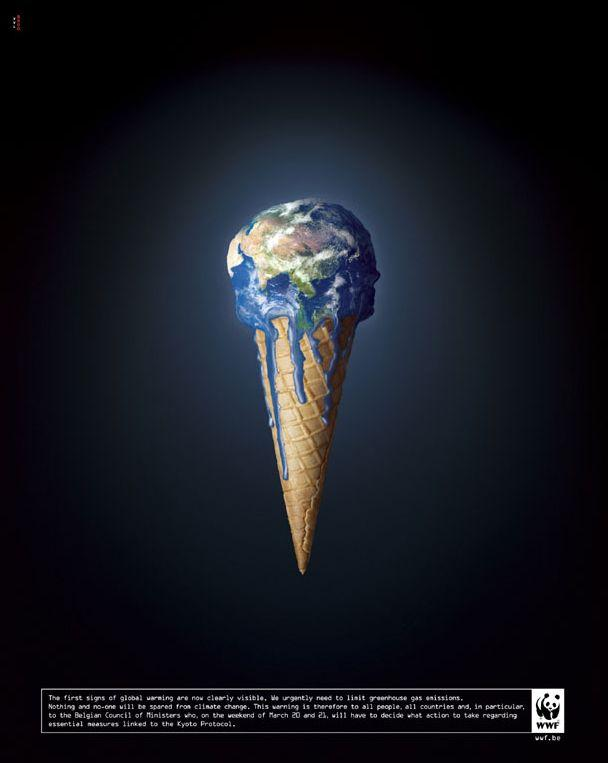 The first signs of global warming are now clearly visible. We urgently need to limit greenhouse gas emissions.
Nothing and no-one will be spared from climate change. This warning is therefore to all people, all countries and, in particular,
to the Belgian Council of Ministers who, on the weekend of March 20 and 21, will have to decide what action to take regarding
essential measures linked to the Kyoto Protocol.
WWF
wwf.be